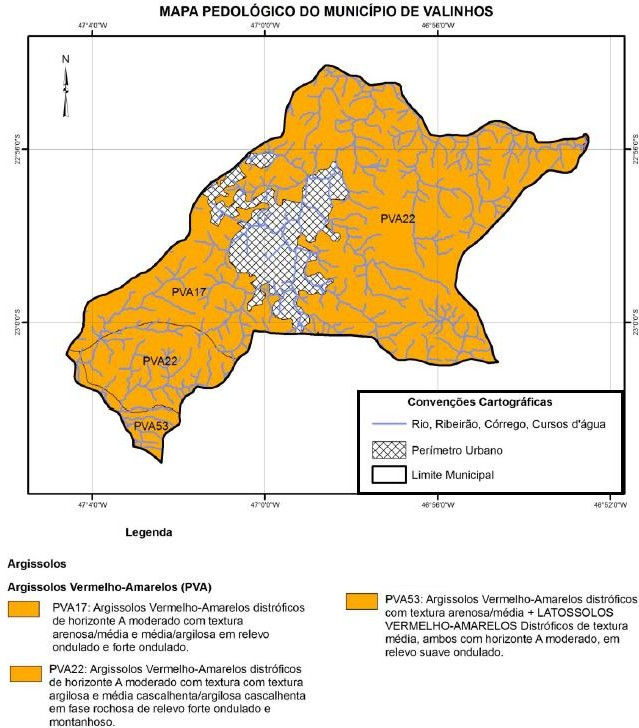 MAPA PEDOLÓGICO DO MUNICÍPIO DE VALINHOS
47°4'0"W
47°0'0"W
46°56'0"W
N
22°56'0"S
22°56'0"S
PVA22
PVA17
23°0'0"S
23°0'0"S
PVA22
PVA53
Convenções Cartográficas
Rio, Ribeirão, Córrego, Cursos d'água
Perímetro Urbano
Limite Municipal
47°4'0"W
47°0'0"W
46°56'0"W
46°52'0"W
Legenda
Argissolos
Argissolos Vermelho-Amarelos (PVA)
PVA17: Argissolos Vermelho-Amarelos distróficos
de horizonte A moderado com textura
arenosa/média e média/argilosa em relevo
ondulado e forte ondulado.
PVA22: Argissolos Vermelho-Amarelos distróficos
de horizonte A moderado com textura com textura
argilosa e média cascalhenta/argilosa cascalhenta
em fase rochosa de relevo forte ondulado e
montanhoso.
PVA53: Argissolos Vermelho-Amarelos distróficos
com textura arenosa/média + LATOSSOLOS
VERMELHO-AMARELOS Distróficos de textura
média, ambos com horizonte A moderado, em
relevo suave ondulado.